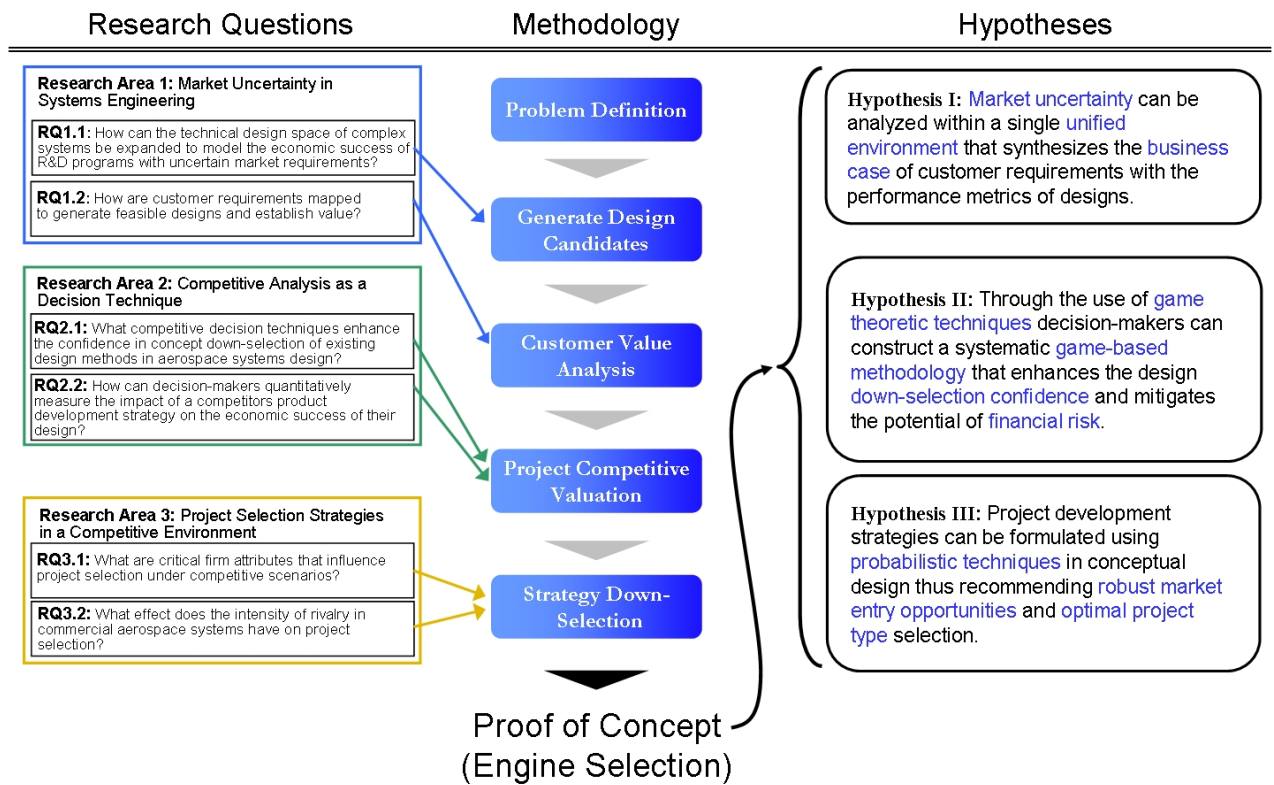 Research Questions
Methodology
Hypotheses
Research Area 1: Market Uncertainty in
Systems Engineering
RQ1.1: How can the technical design space of complex
systems be expanded to model the economic success of
R&D programs with uncertain market requirements?
RQ1.2: How are customer requirements mapped
to generate feasible designs and establish value?
Research Area 2: Competitive Analysis as a
Decision Technique
RQ2.1: What competitive decision techniques enhance
the confidence in concept down-selection of existing
design methods in aerospace systems design?
RQ2.2: How can decision-makers quantitatively
measure the impact of a competitors product
development strategy on the economic success of their
design?
Research Area 3: Project Selection Strategies
in a Competitive Environment
RQ3.1: What are critical firm attributes that influence
project selection under competitive scenarios?
RQ3.2: What effect does the intensity of rivalry in
commercial aerospace systems have on project
selection?
Problem Definition
Generate Design
Candidates
Customer Value
Analysis
Project Competitive
Valuation
Strategy Down-
Selection
Proof of Concept
(Engine Selection)
Hypothesis I: Market uncertainty can be
analyzed within a single unified
environment that synthesizes the business
case of customer requirements with the
performance metrics of designs.
Hypothesis II: Through the use of game
theoretic techniques decision-makers can
construct a systematic game-based
methodology that enhances the design
down-selection confidence and mitigates
the potential of financial risk.
Hypothesis III: Project development
strategies can be formulated using
probabilistic techniques in conceptual
design thus recommending robust market
entry opportunities and optimal project
type selection.